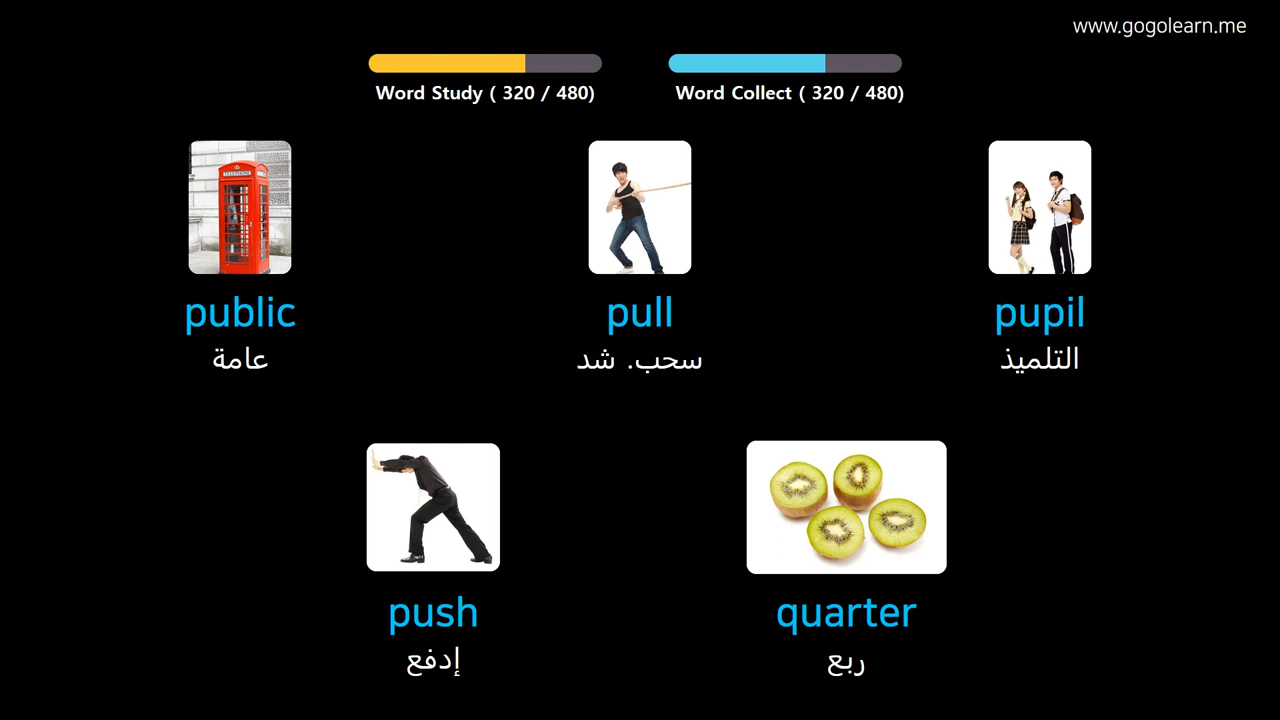 www.gogolearn.me
Word Study ( 320 / 480)
Word Collect ( 320 / 480)
TELEPHONE
public
عامة
pull
سحب. شد
pupil
التلميذ
push
إدفع
quarter
ربع